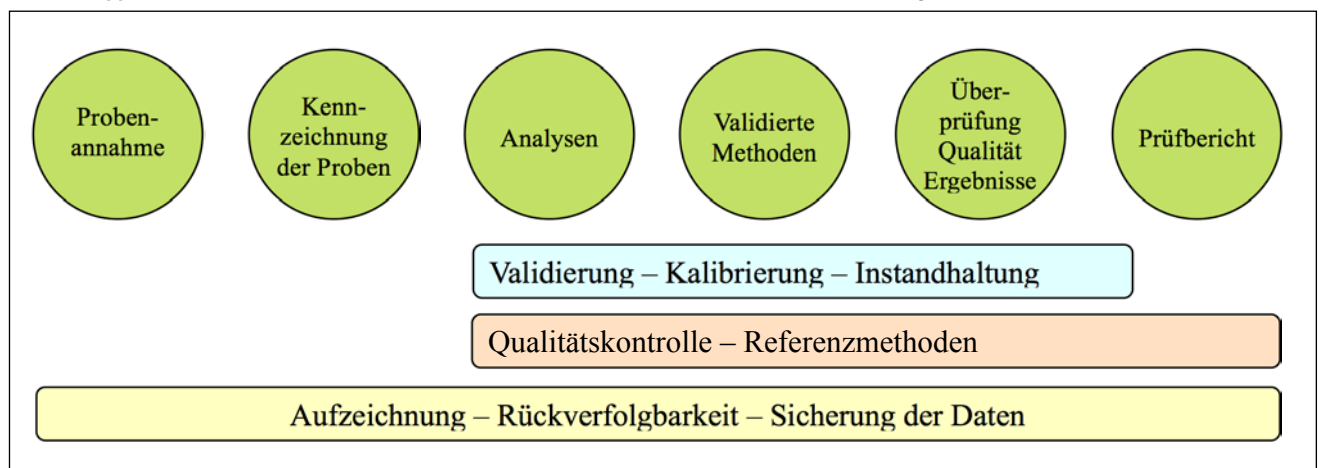 Proben-
annahme
Kenn-
zeichnung
der Proben
Analysen
Validierte
Methoden
Über-
prüfung
Qualität
Ergebnisse
Prüfbericht
Validierung – Kalibrierung – Instandhaltung
Qualitätskontrolle – Referenzmethoden
Aufzeichnung – Rückverfolgbarkeit – Sicherung der Daten